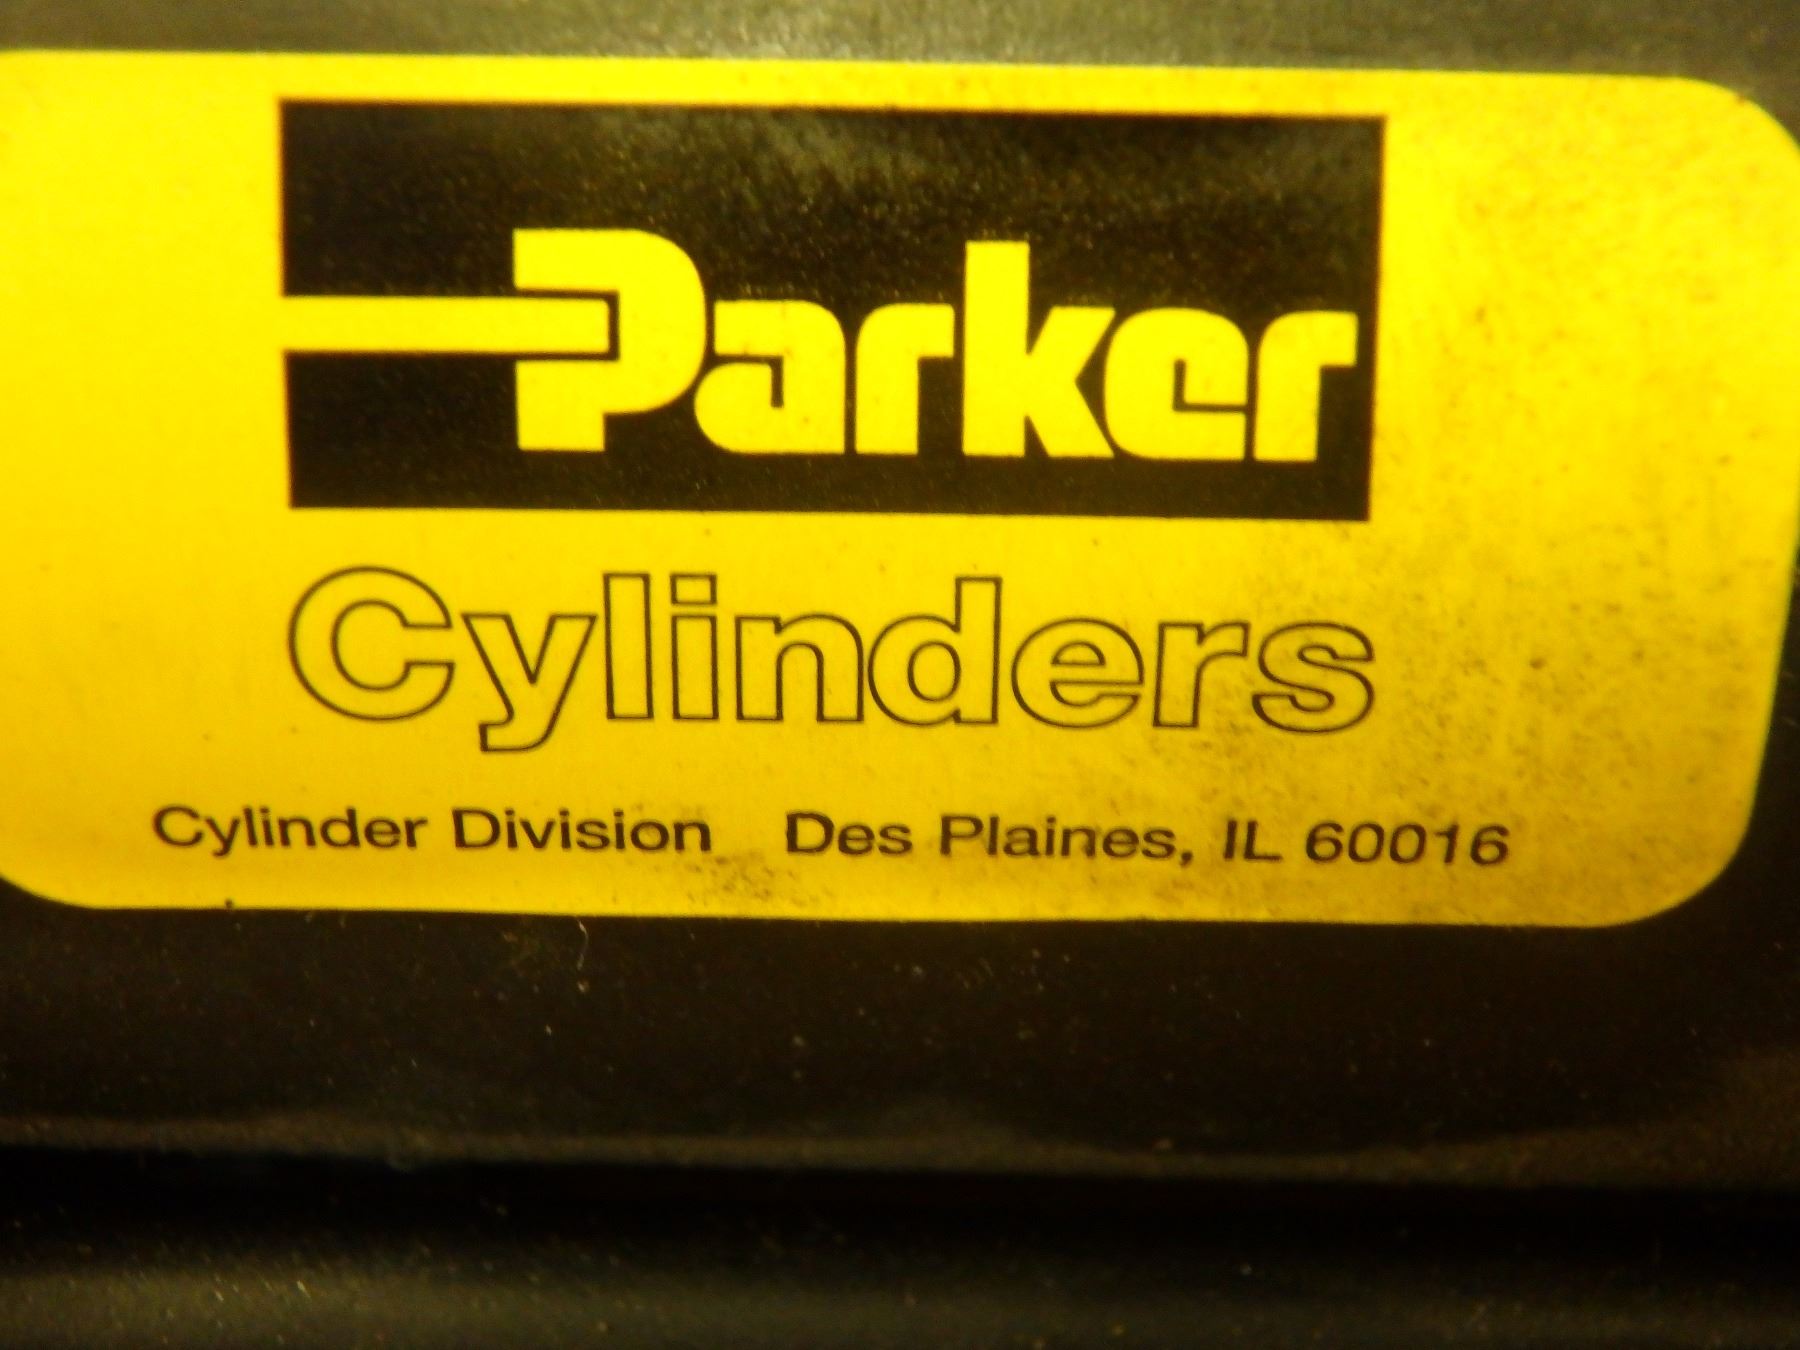 Parker
Cylinders
Cylinder Division Des Plaines, IL 60016